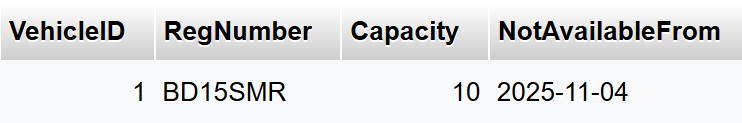 VehicleID RegNumber Capacity NotAvailableFrom
1 BD15SMR 10 2025-11-04